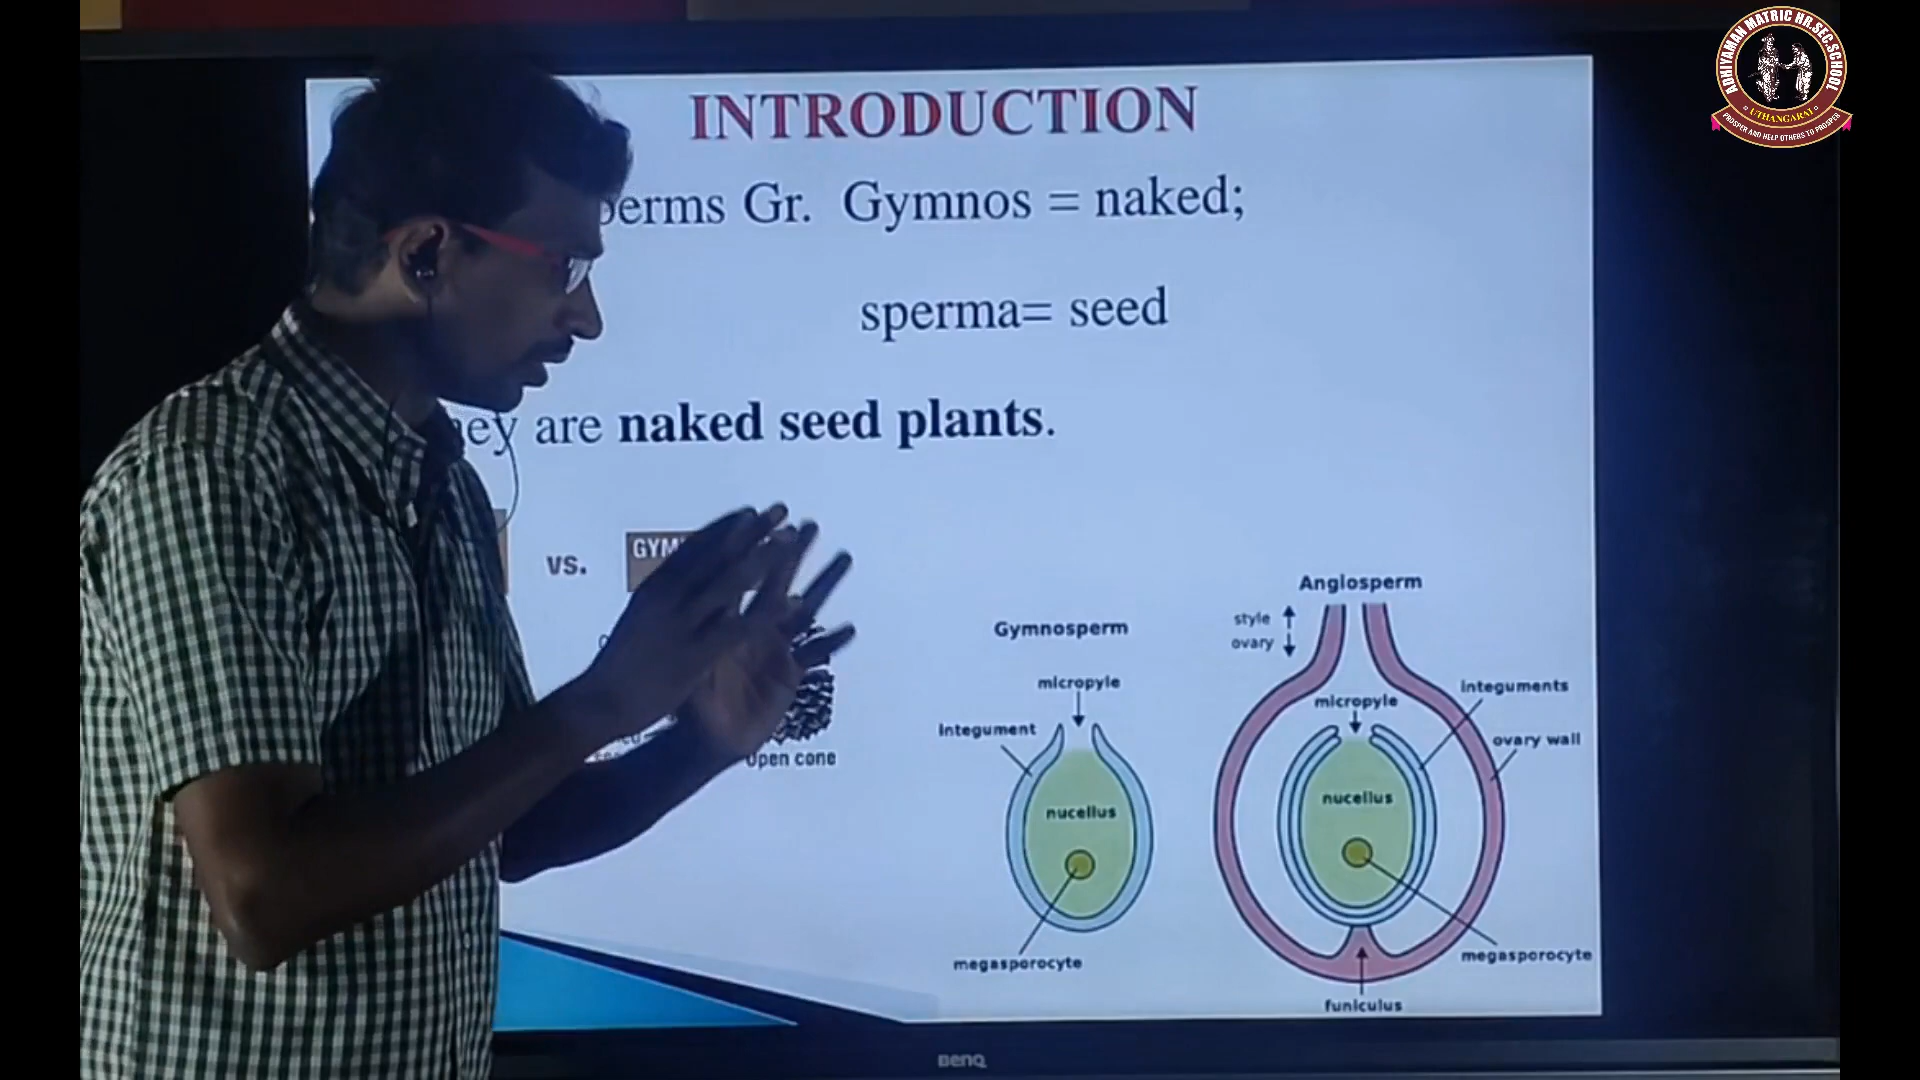 ADHIYAMAN MATRIC HR.SEC.SCHOOL
UTHANGARAI
PROSPER AND HELP OTHERS TO PROSPER
INTRODUCTION
perms Gr. Gymnos = naked;
sperma= seed
ey are naked seed plants.
VS.
GYM
Open cone
Gymnosperm
micropyle
Integument
nucellus
megasporocyte
Angiosperm
style
ovary
micropyle
integuments
ovary wall
nucellus
megasporocyte
funiculus
BenQ